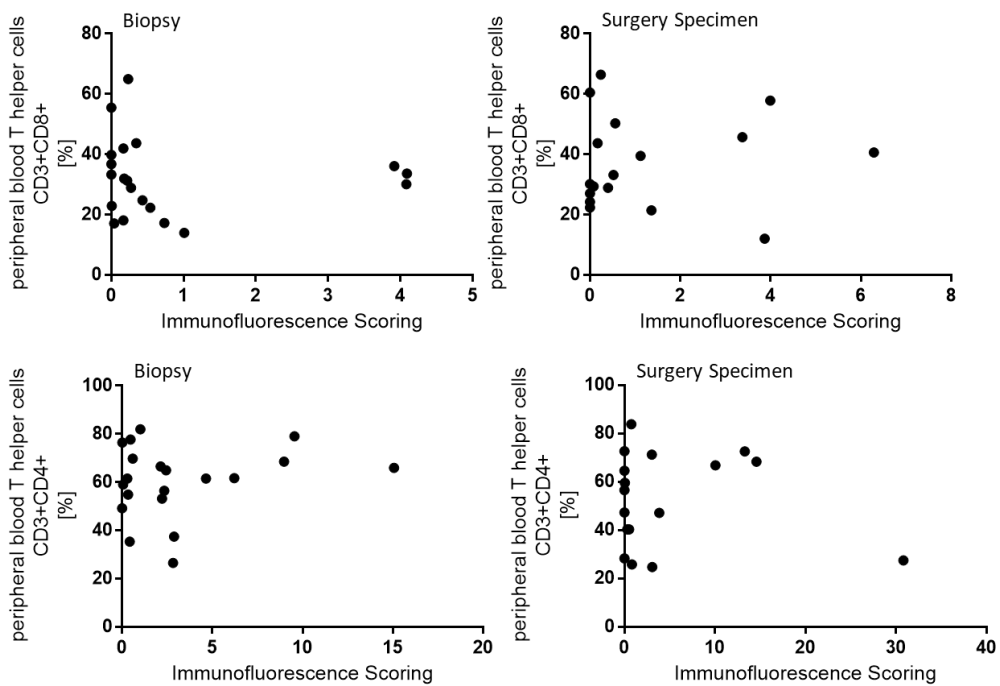 Biopsy
peripheral blood T helper cells
CD3+CD8+
[%]
80
60
40
20
0
0 1 2 3 4 5
Immunofluorescence Scoring
Surgery Specimen
peripheral blood T helper cells
CD3+CD8+
[%]
80
60
40
20
0
0 2 4 6 8
Immunofluorescence Scoring
Biopsy
peripheral blood T helper cells
CD3+CD4+
[%]
100
80
60
40
20
0
0 5 10 15 20
Immunofluorescence Scoring
Surgery Specimen
peripheral blood T helper cells
CD3+CD4+
[%]
100
80
60
40
20
0
0 10 20 30 40
Immunofluorescence Scoring